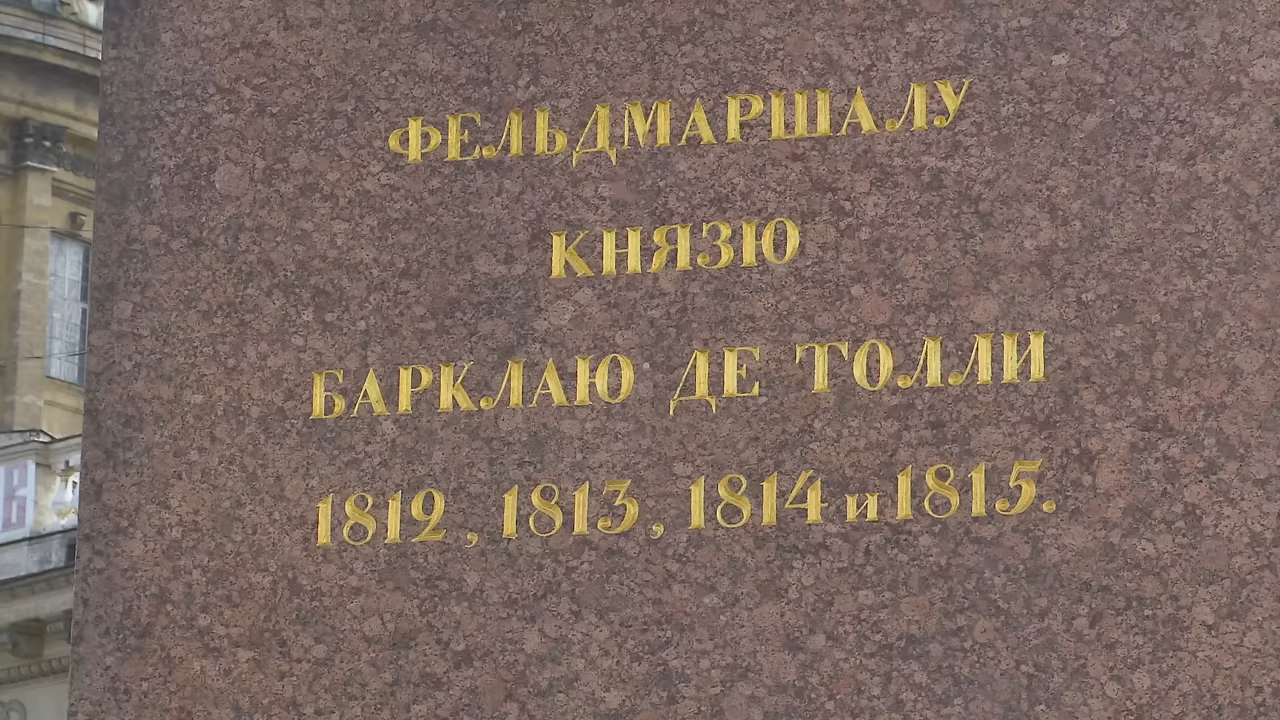 ФЕЛЬДМАРШАЛУ
КНЯЗЮ
БАРКЛАЮ ДЕ ТОЛЛИ
1812, 1813, 1814 и 1815.
В